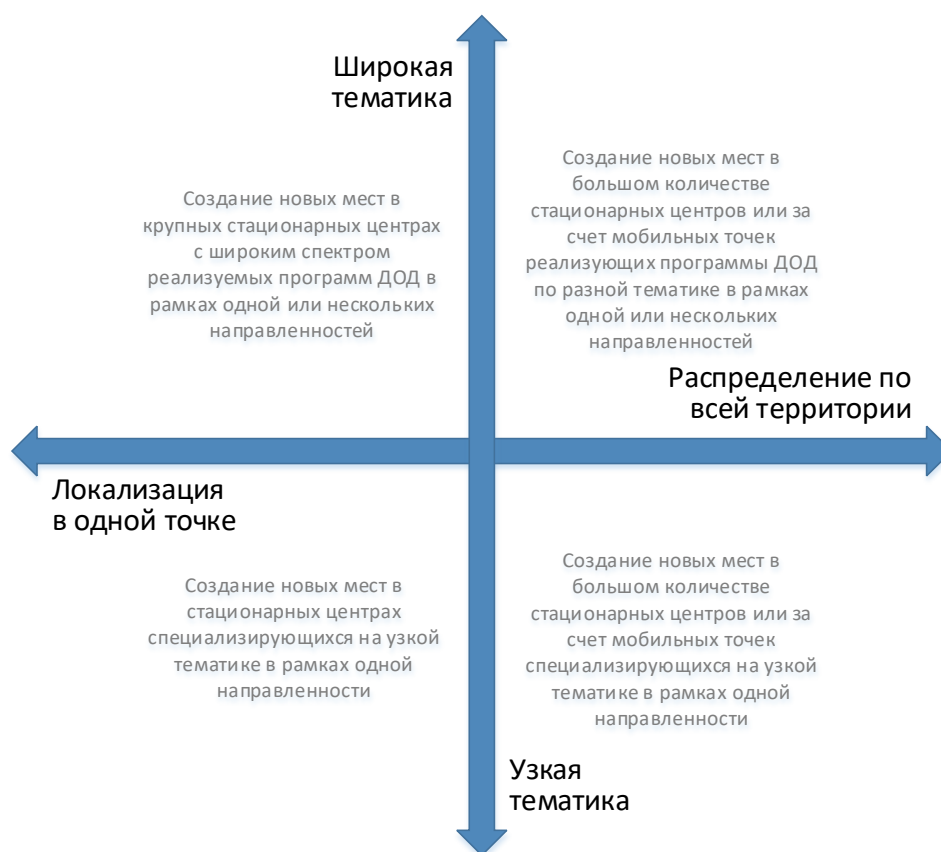 Широкая
тематика
Создание новых мест в
крупных стационарных центрах
с широким спектром
реализуемых программ ДОД в
рамках одной или нескольких
направленностей
Создание новых мест в
большом количестве
стационарных центров или за
счет мобильных точек
реализующих программы ДОД
по разной тематике в рамках
одной или нескольких
направленностей
Распределение по
всей территории
Локализация
в одной точке
Создание новых мест в
стационарных центрах
специализирующихся на узкой
тематике в рамках одной
направленности
Создание новых мест в
большом количестве
стационарных центров или за
счет мобильных точек
специализирующихся на узкой
тематике в рамках одной
направленности
Узкая
тематика